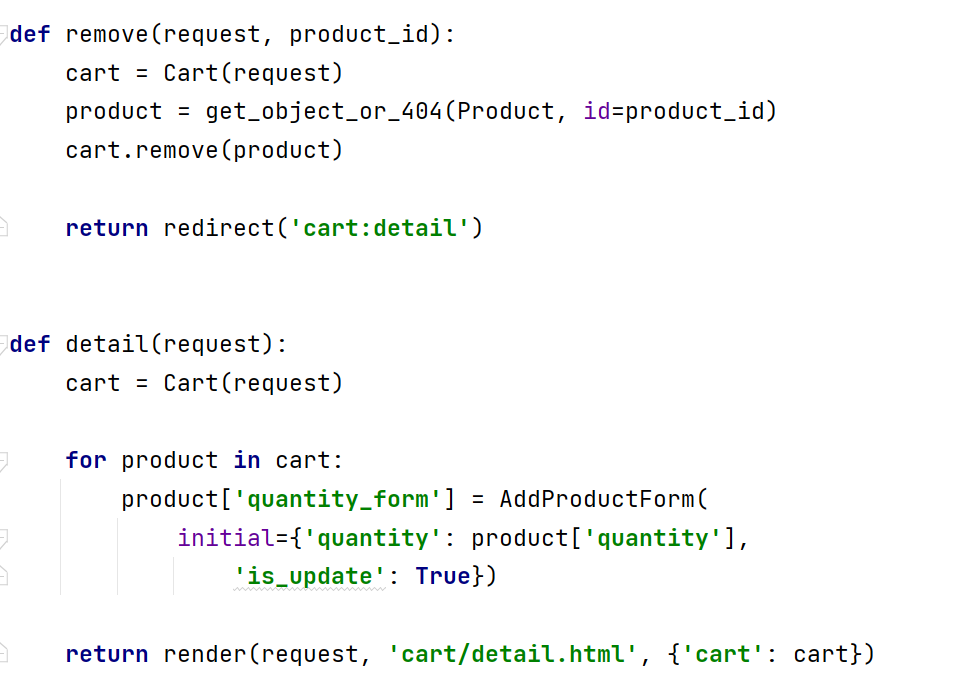 def remove(request, product_id):
    cart = Cart(request)
    product = get_object_or_404(Product, id=product_id)
    cart.remove(product)
    return redirect('cart:detail')
def detail(request):
    cart = Cart(request)
    for product in cart:
        product['quantity_form'] = AddProductForm(
            initial={'quantity': product['quantity'],
                'is_update': True})
    return render(request, 'cart/detail.html', {'cart': cart})